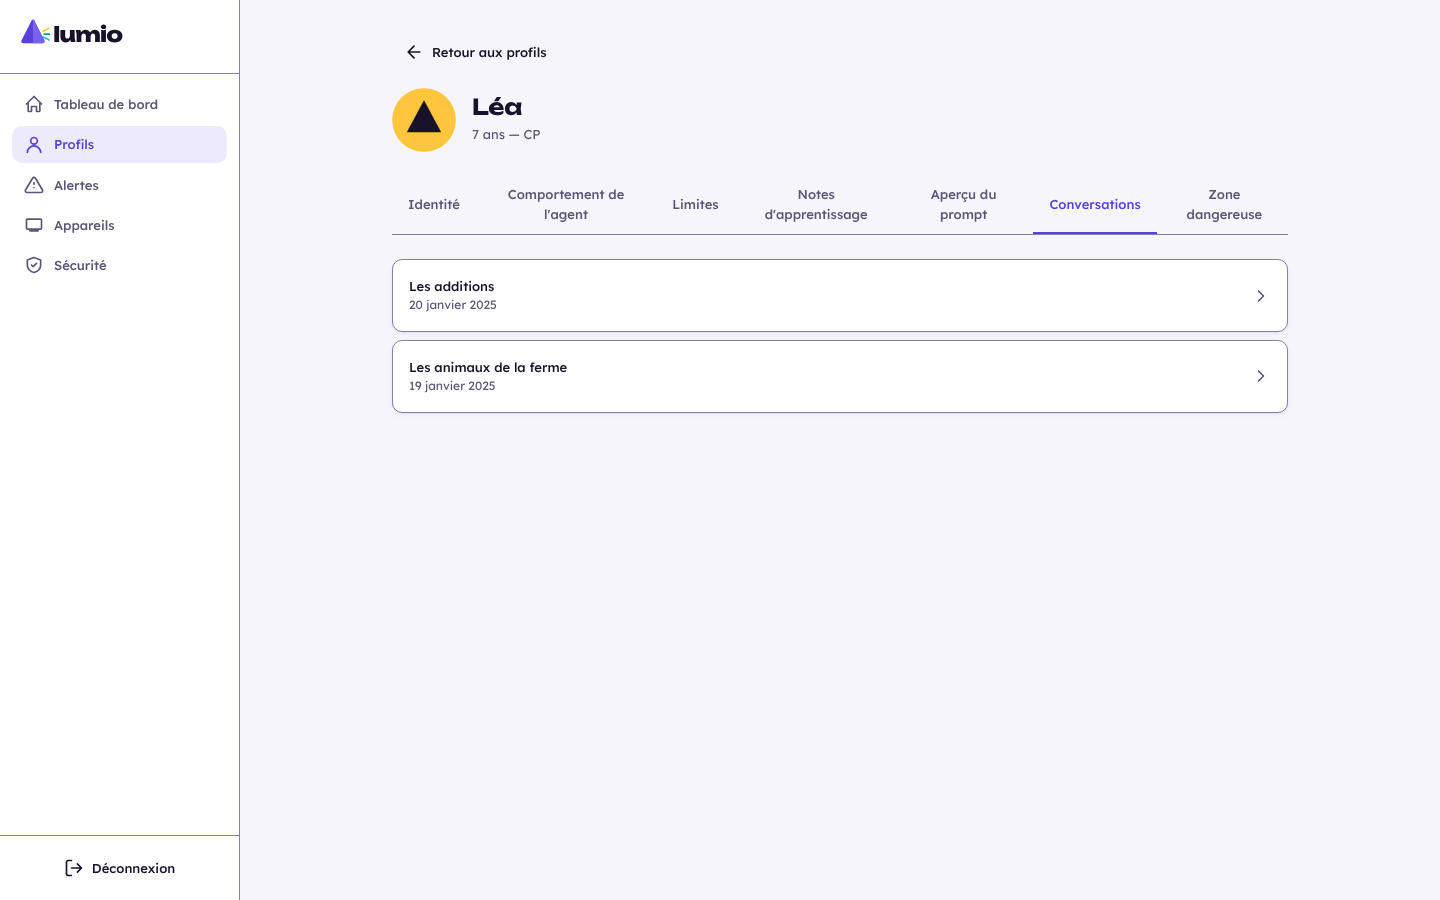 lumio
Tableau de bord
Profils
Alertes
Appareils
Sécurité
Déconnexion
Retour aux profils
Léa
7 ans — CP
Identité
Comportement de
l'agent
Limites
Notes
d'apprentissage
Aperçu du
prompt
Conversations
Zone
dangereuse
Les additions
20 janvier 2025
Les animaux de la ferme
19 janvier 2025